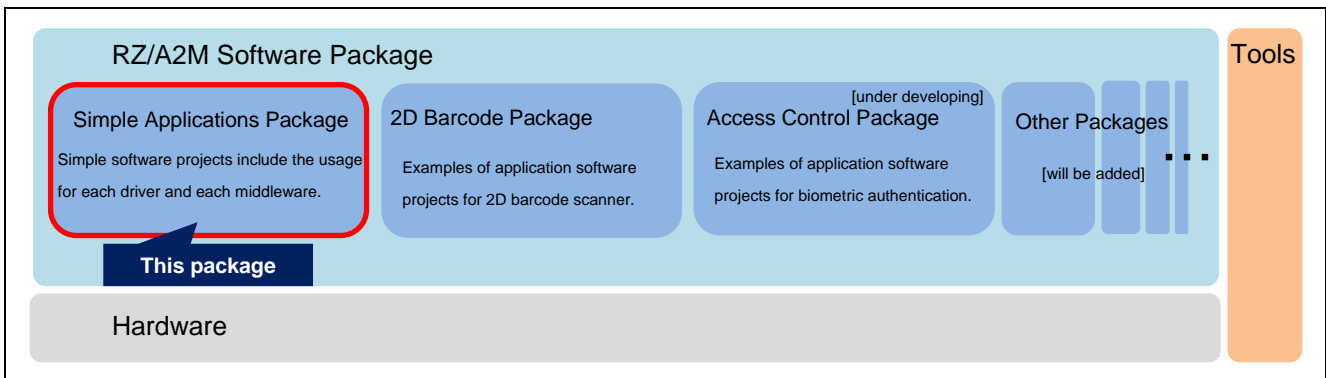 RZ/A2M Software Package
Tools
Simple Applications Package
Simple software projects include the usage
for each driver and each middleware.
This package
2D Barcode Package
Examples of application software
projects for 2D barcode scanner.
[under developing]
Access Control Package
Examples of application software
projects for biometric authentication.
Other Packages
[will be added]
...
Hardware